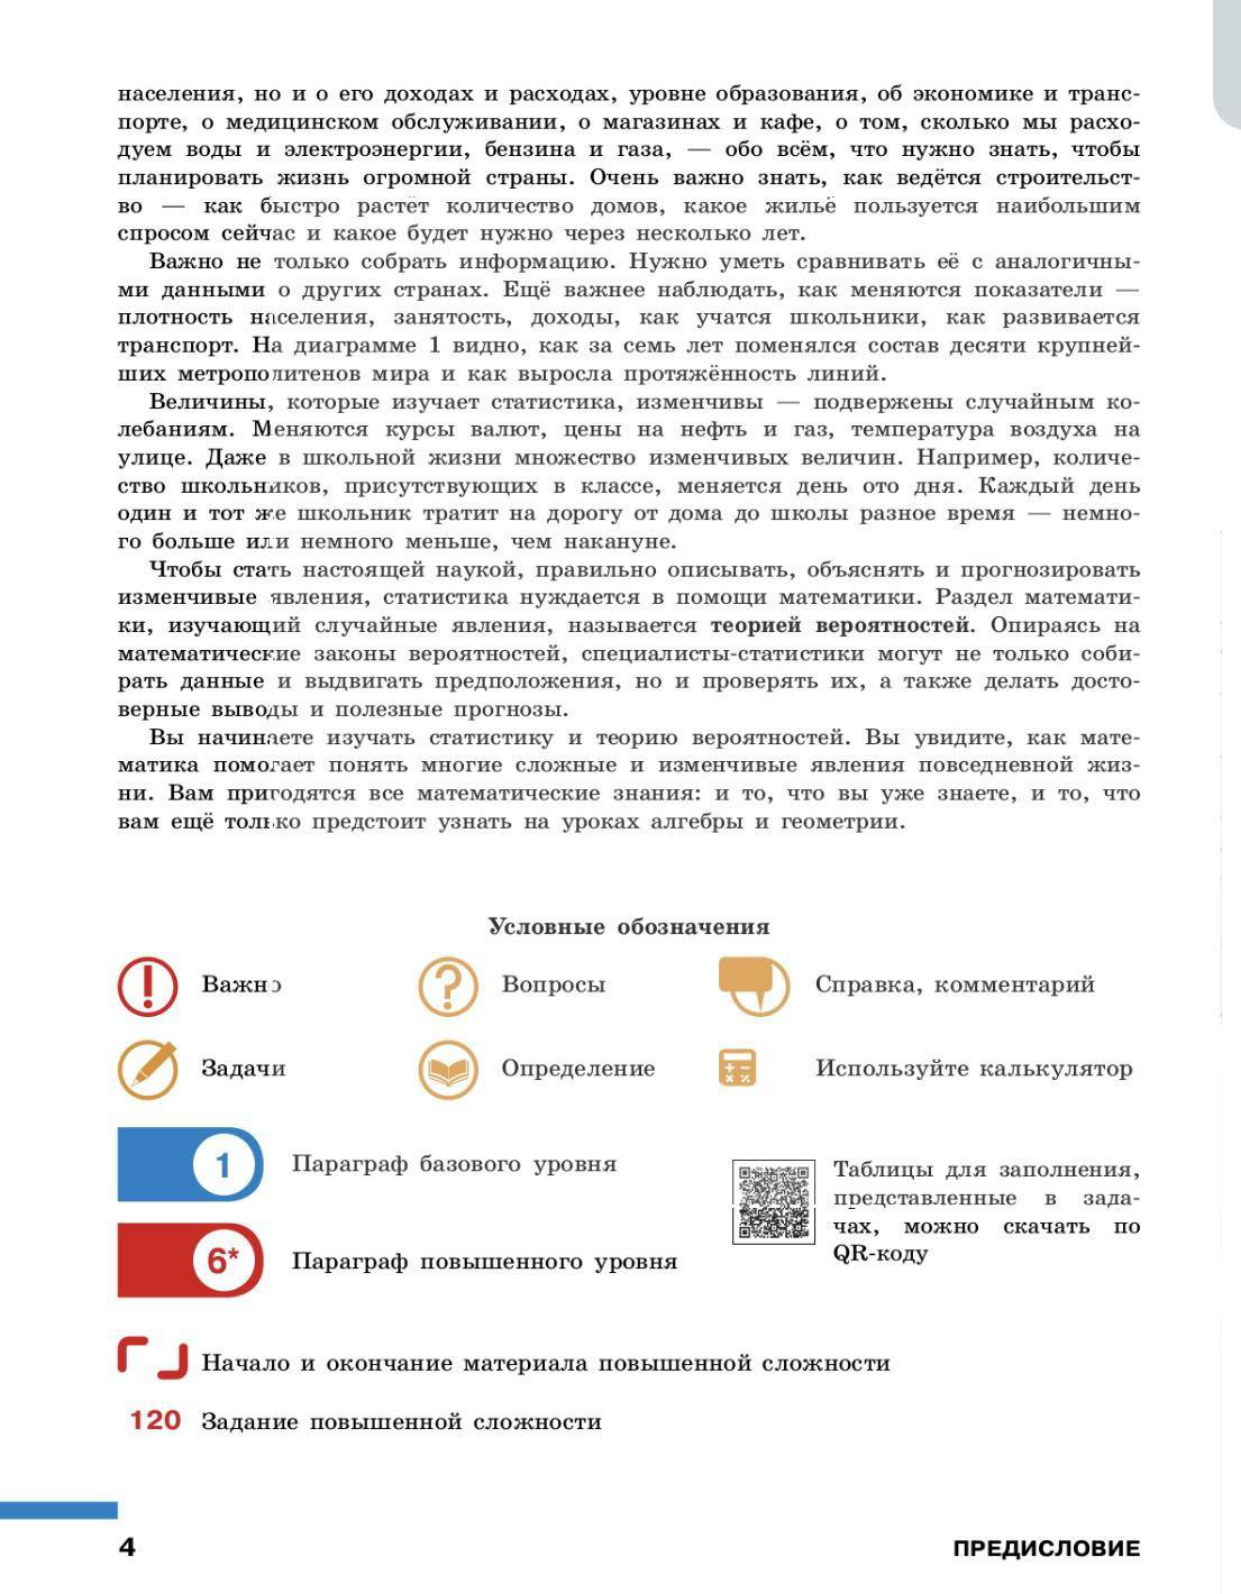 населения, но и о его доходах и расходах, уровне образования, об экономике и транс-
порте, о медицинском обслуживании, о магазинах и кафе, о том, сколько мы расхо-
дуем воды и электроэнергии, бензина и газа, — обо всём, что нужно знать, чтобы
планировать жизнь огромной страны. Очень важно знать, как ведётся строительст-
во — как быстро растёт количество домов, какое жильё пользуется наибольшим
спросом сейчас и какое будет нужно через несколько лет.
Важно не только собрать информацию. Нужно уметь сравнивать её с аналогичны-
ми данными о других странах. Ещё важнее наблюдать, как меняются показатели —
плотность населения, занятость, доходы, как учатся школьники, как развивается
транспорт. На диаграмме 1 видно, как за семь лет поменялся состав десяти крупней-
ших метрополитенов мира и как выросла протяжённость линий.
Величины, которые изучает статистика, изменчивы — подвержены случайным ко-
лебаниям. Меняются курсы валют, цены на нефть и газ, температура воздуха на
улице. Даже в школьной жизни множество изменчивых величин. Например, количе-
ство школьников, присутствующих в классе, меняется день ото дня. Каждый день
один и тот же школьник тратит на дорогу от дома до школы разное время — немно-
го больше или немного меньше, чем накануне.
Чтобы стать настоящей наукой, правильно описывать, объяснять и прогнозировать
изменчивые явления, статистика нуждается в помощи математики. Раздел математи-
ки, изучающий случайные явления, называется теорией вероятностей. Опираясь на
математические законы вероятностей, специалисты-статистики могут не только соби-
рать данные и выдвигать предположения, но и проверять их, а также делать досто-
верные выводы и полезные прогнозы.
Вы начинаете изучать статистику и теорию вероятностей. Вы увидите, как мате-
матика помогает понять многие сложные и изменчивые явления повседневной жиз-
ни. Вам пригодятся все математические знания: и то, что вы уже знаете, и то, что
вам ещё только предстоит узнать на уроках алгебры и геометрии.
Условные обозначения
Важно
Вопросы
Справка, комментарий
Задачи
Определение
Используйте калькулятор
1 Параграф базового уровня
6* Параграф повышенного уровня
Таблицы для заполнения,
представленные в зада-
чах, можно скачать по
QR-коду
Начало и окончание материала повышенной сложности
120 Задание повышенной сложности
4 ПРЕДИСЛОВИЕ